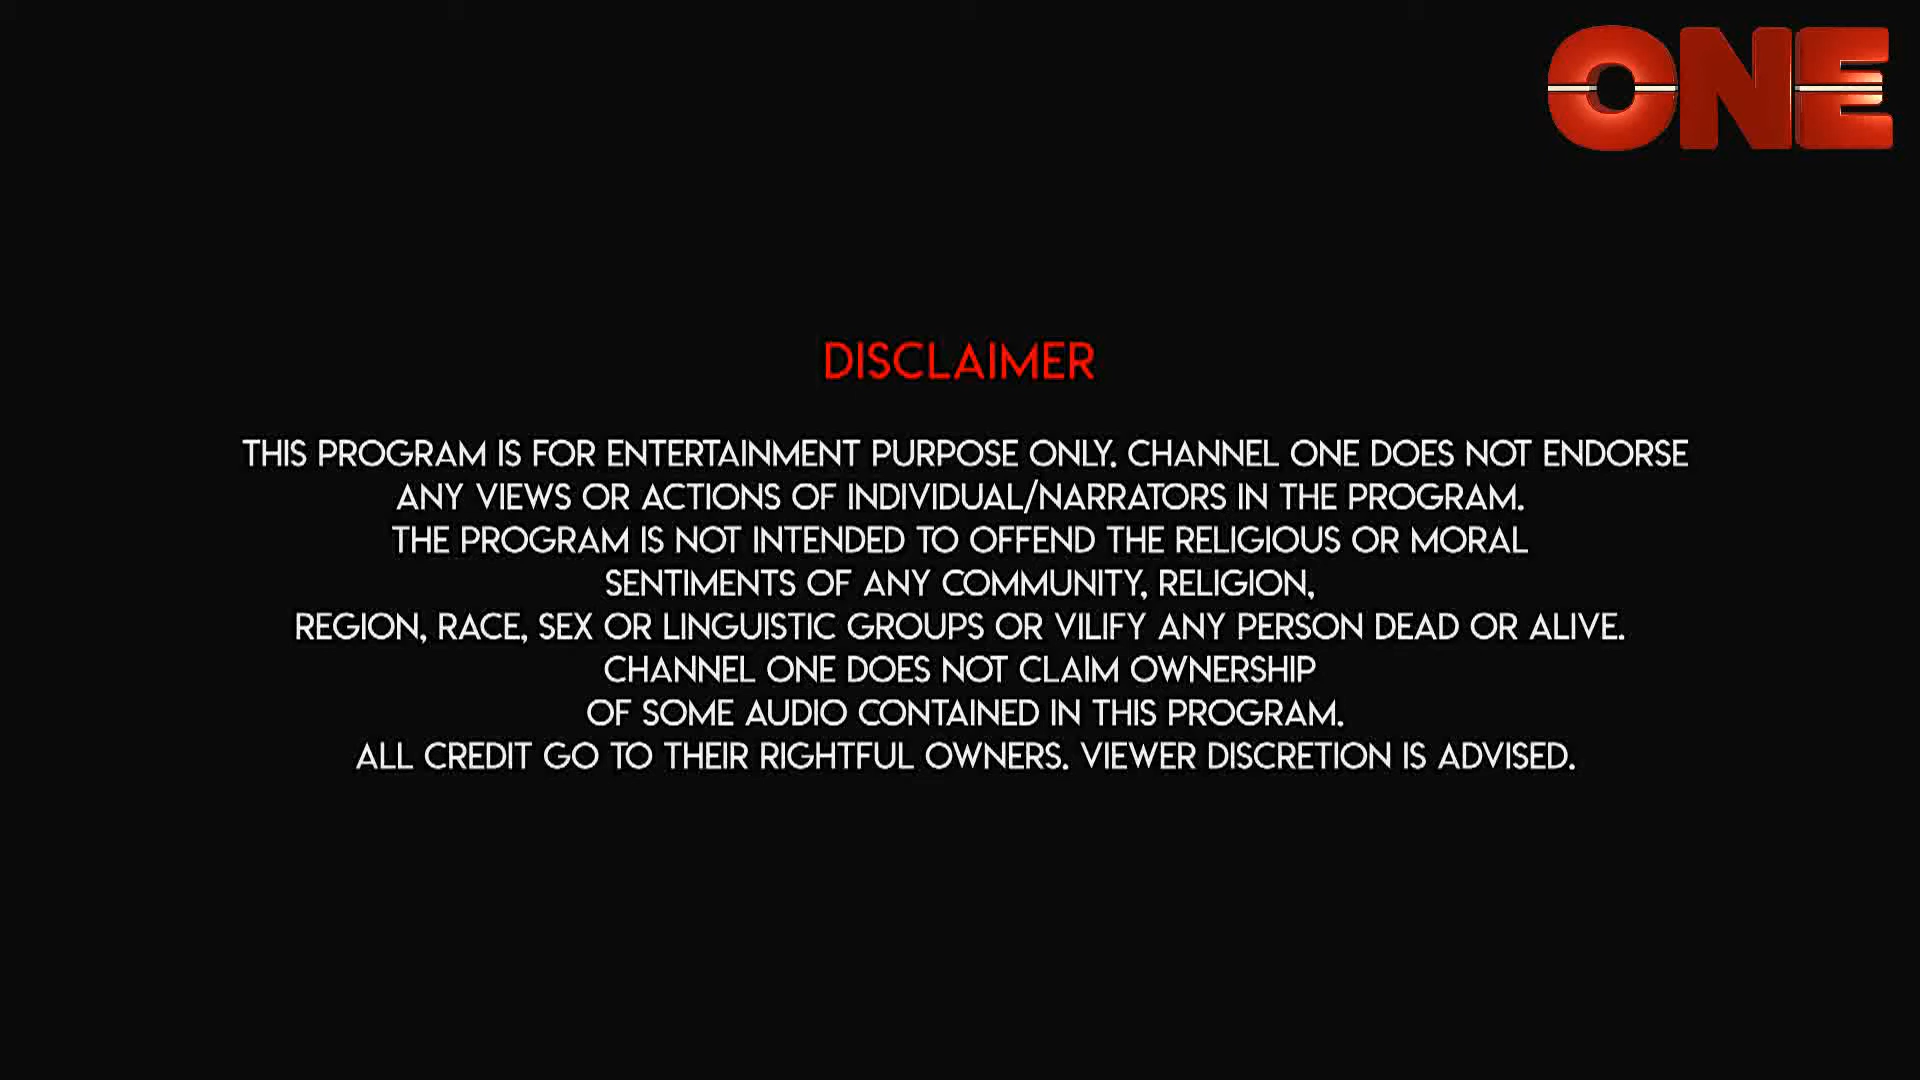 ONE
DISCLAIMER
THIS PROGRAM IS FOR ENTERTAINMENT PURPOSE ONLY. CHANNEL ONE DOES NOT ENDORSE
ANY VIEWS OR ACTIONS OF INDIVIDUAL/NARRATORS IN THE PROGRAM.
THE PROGRAM IS NOT INTENDED TO OFFEND THE RELIGIOUS OR MORAL
SENTIMENTS OF ANY COMMUNITY, RELIGION,
REGION, RACE, SEX OR LINGUISTIC GROUPS OR VILIFY ANY PERSON DEAD OR ALIVE.
CHANNEL ONE DOES NOT CLAIM OWNERSHIP
OF SOME AUDIO CONTAINED IN THIS PROGRAM.
ALL CREDIT GO TO THEIR RIGHTFUL OWNERS. VIEWER DISCRETION IS ADVISED.